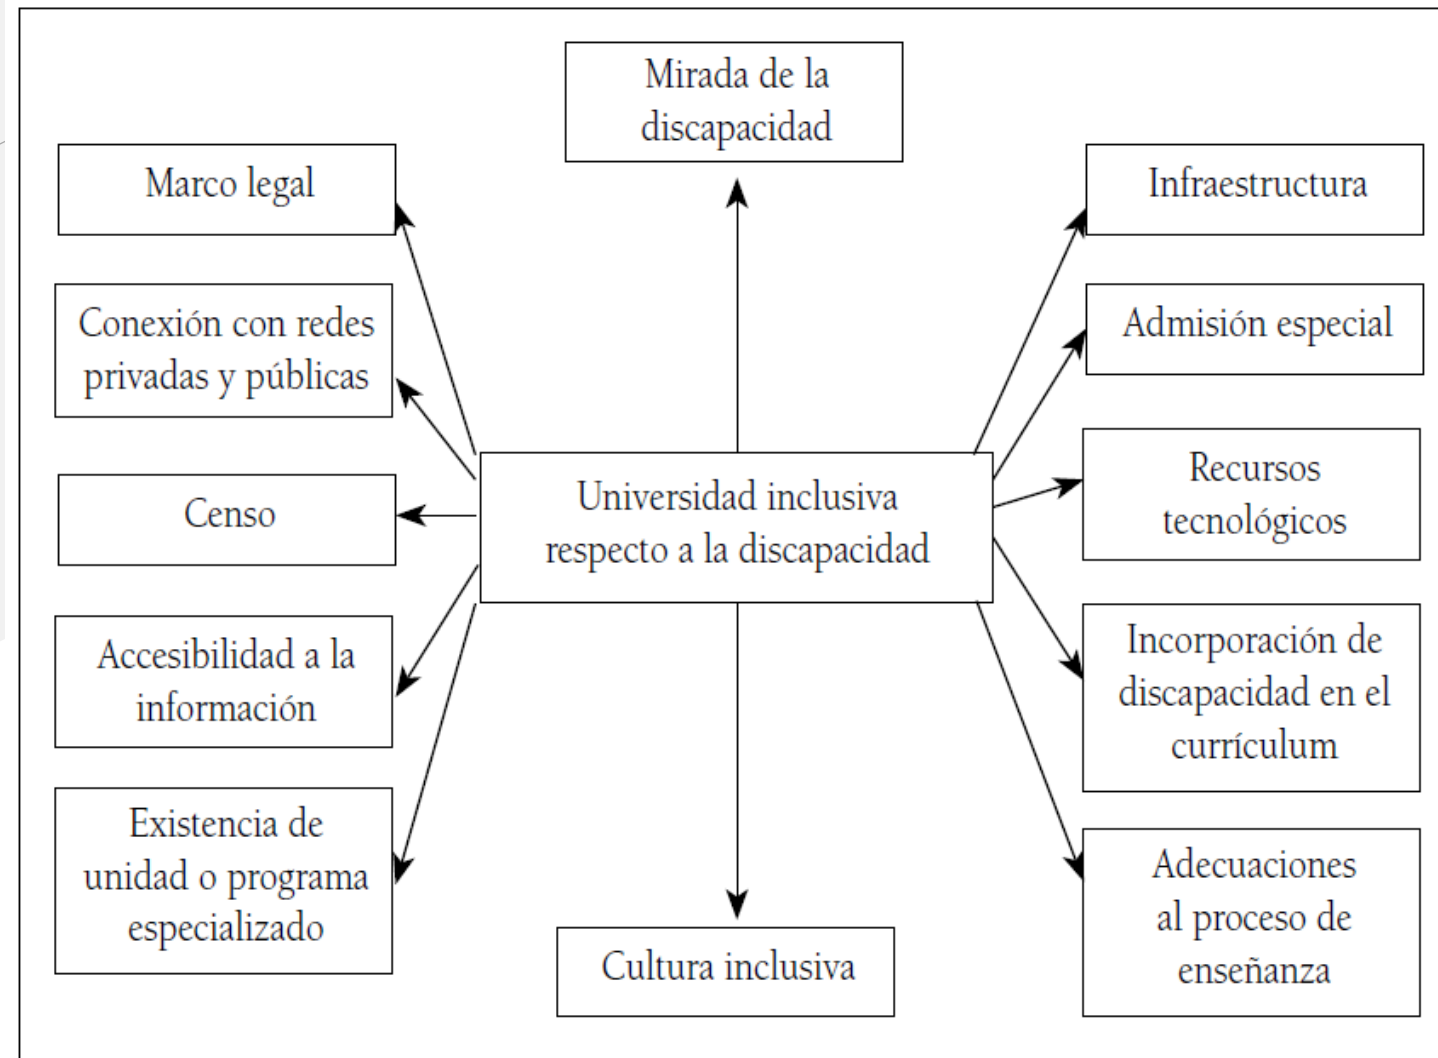 Mirada de la
discapacidad
Marco legal
Conexión con redes
privadas y públicas
Censo
Accesibilidad a la
información
Existencia de
unidad o programa
especializado
Universidad inclusiva
respecto a la discapacidad
Cultura inclusiva
Infraestructura
Admisión especial
Recursos
tecnológicos
Incorporación de
discapacidad en el
currículum
Adecuaciones
al proceso de
enseñanza